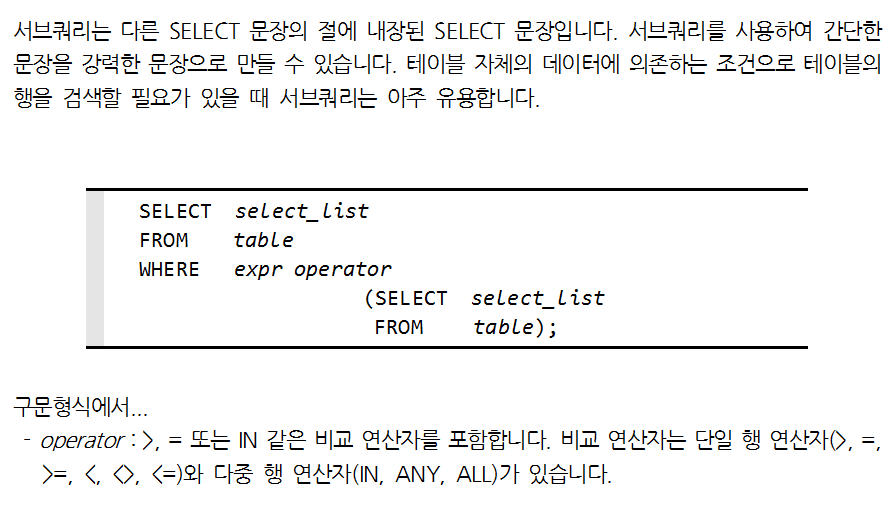 서브쿼리는 다른 SELECT 문장의 절에 내장된 SELECT 문장입니다. 서브쿼리를 사용하여 간단한
문장을 강력한 문장으로 만들 수 있습니다. 테이블 자체의 데이터에 의존하는 조건으로 테이블의
행을 검색할 필요가 있을 때 서브쿼리는 아주 유용합니다.
SELECT select_list
FROM table
WHERE expr operator
(SELECT select_list
FROM table);
구문형식에서...
- operator : >, = 또는 IN 같은 비교 연산자를 포함합니다. 비교 연산자는 단일 행 연산자(>, =,
>=, <, <>, <=)와 다중 행 연산자(IN, ANY, ALL)가 있습니다.